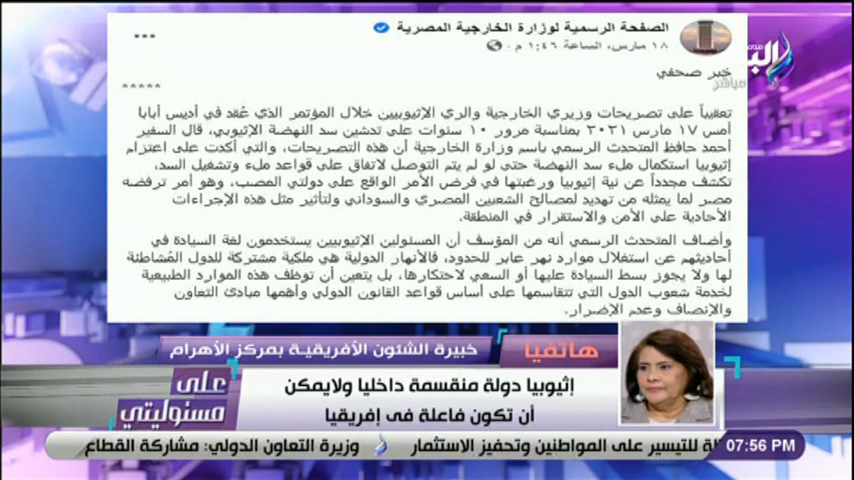 الصفحة الرسمية لوزارة الخارجية المصرية
١٨ مارس، الساعة ١:٤٦ م
خبر صحفي
*****
تعقيباً على تصريحات وزيري الخارجية والري الإثيوبيين خلال المؤتمر الذي عُقد في أديس أبابا
أمس ١٧ مارس ٢٠٢١ بمناسبة مرور ١٠ سنوات على تدشين سد النهضة الإثيوبي، قال السفير
أحمد حافظ المتحدث الرسمي باسم وزارة الخارجية أن هذه التصريحات، والتي أكدت على اعتزام
إثيوبيا استكمال ملء سد النهضة حتى لو لم يتم التوصل لاتفاق على قواعد ملء وتشغيل السد،
تكشف مجدداً عن نية إثيوبيا ورغبتها في فرض الأمر الواقع على دولتي المصب، وهو أمر ترفضه
مصر لما يمثله من تهديد لمصالح الشعبين المصري والسوداني ولتأثير مثل هذه الإجراءات
الأحادية على الأمن والاستقرار في المنطقة.
وأضاف المتحدث الرسمي أنه من المؤسف أن المسئولين الإثيوبيين يستخدمون لغة السيادة في
أحاديثهم عن استغلال موارد نهر عابر للحدود، فالأنهار الدولية هي ملكية مشتركة للدول المُشاطئة
لها ولا يجوز بسط السيادة عليها أو السعي لاحتكارها، بل يتعين أن توظف هذه الموارد الطبيعية
لخدمة شعوب الدول التي تتقاسمها على أساس قواعد القانون الدولي وأهمها مبادئ التعاون
والإنصاف وعدم الإضرار.
مباشر
هاتفيا
خبيرة الشئون الأفريقية بمركز الأهرام
إثيوبيا دولة منقسمة داخليا ولايمكن
أن تكون فاعلة فى إفريقيا
على
مسئوليتي
لة للتيسير على المواطنين وتحفيز الاستثمار
وزيرة التعاون الدولي: مشاركة القطاع
07:56 PM